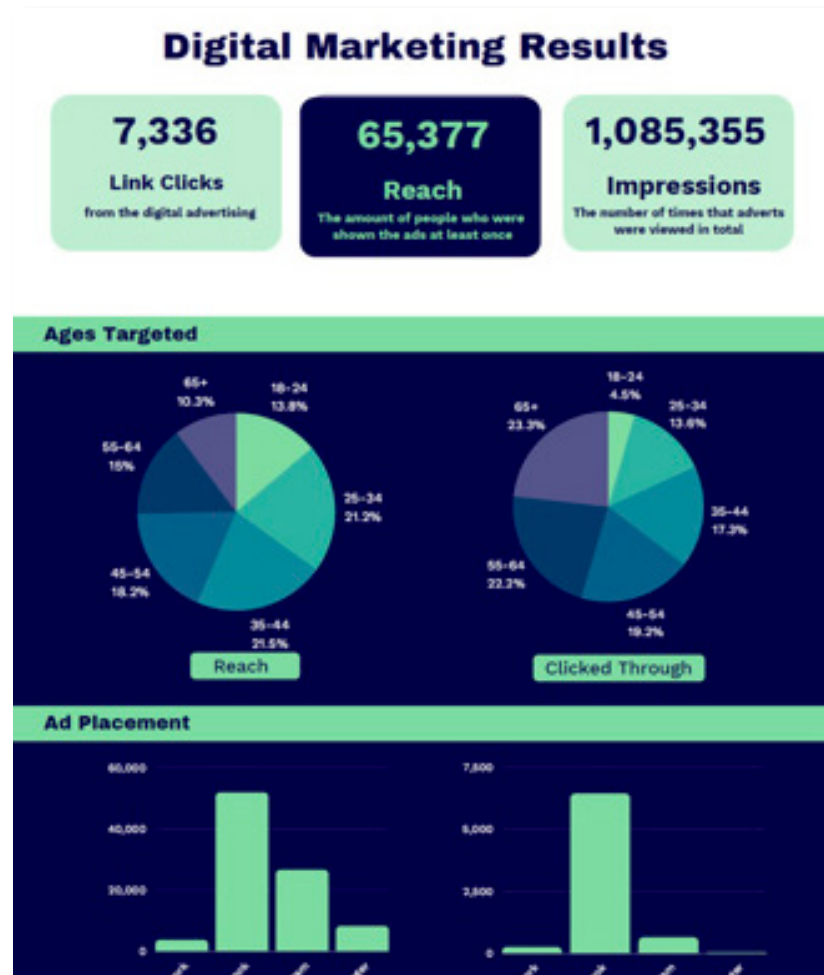 Digital Marketing Results
7,336
Link Clicks
from the digital advertising
65,377
Reach
The amount of people who were
shown the ads at least once
1,085,355
Impressions
The number of times that adverts
were viewed in total
Ages Targeted
65+
10.3%
18-24
13.8%
55-64
15%
25-34
21.2%
45-54
18.2%
35-44
21.5%
Reach
18-24
4.5%
65+
23.3%
25-34
13.6%
35-44
17.3%
55-64
22.2%
45-54
19.2%
Clicked Through
Ad Placement
60,000
40,000
20,000
0
7,500
5,000
2,500
0